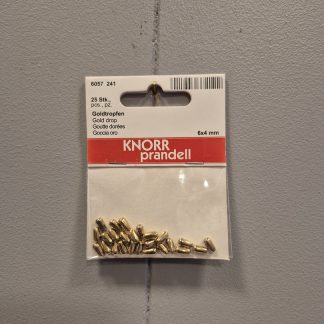 6057 241
25 Stk.,
pcs., pz.
Goldtropfen
Gold drop
Goutte dorées
Goccia oro
6x4 mm
KNORR
prandell